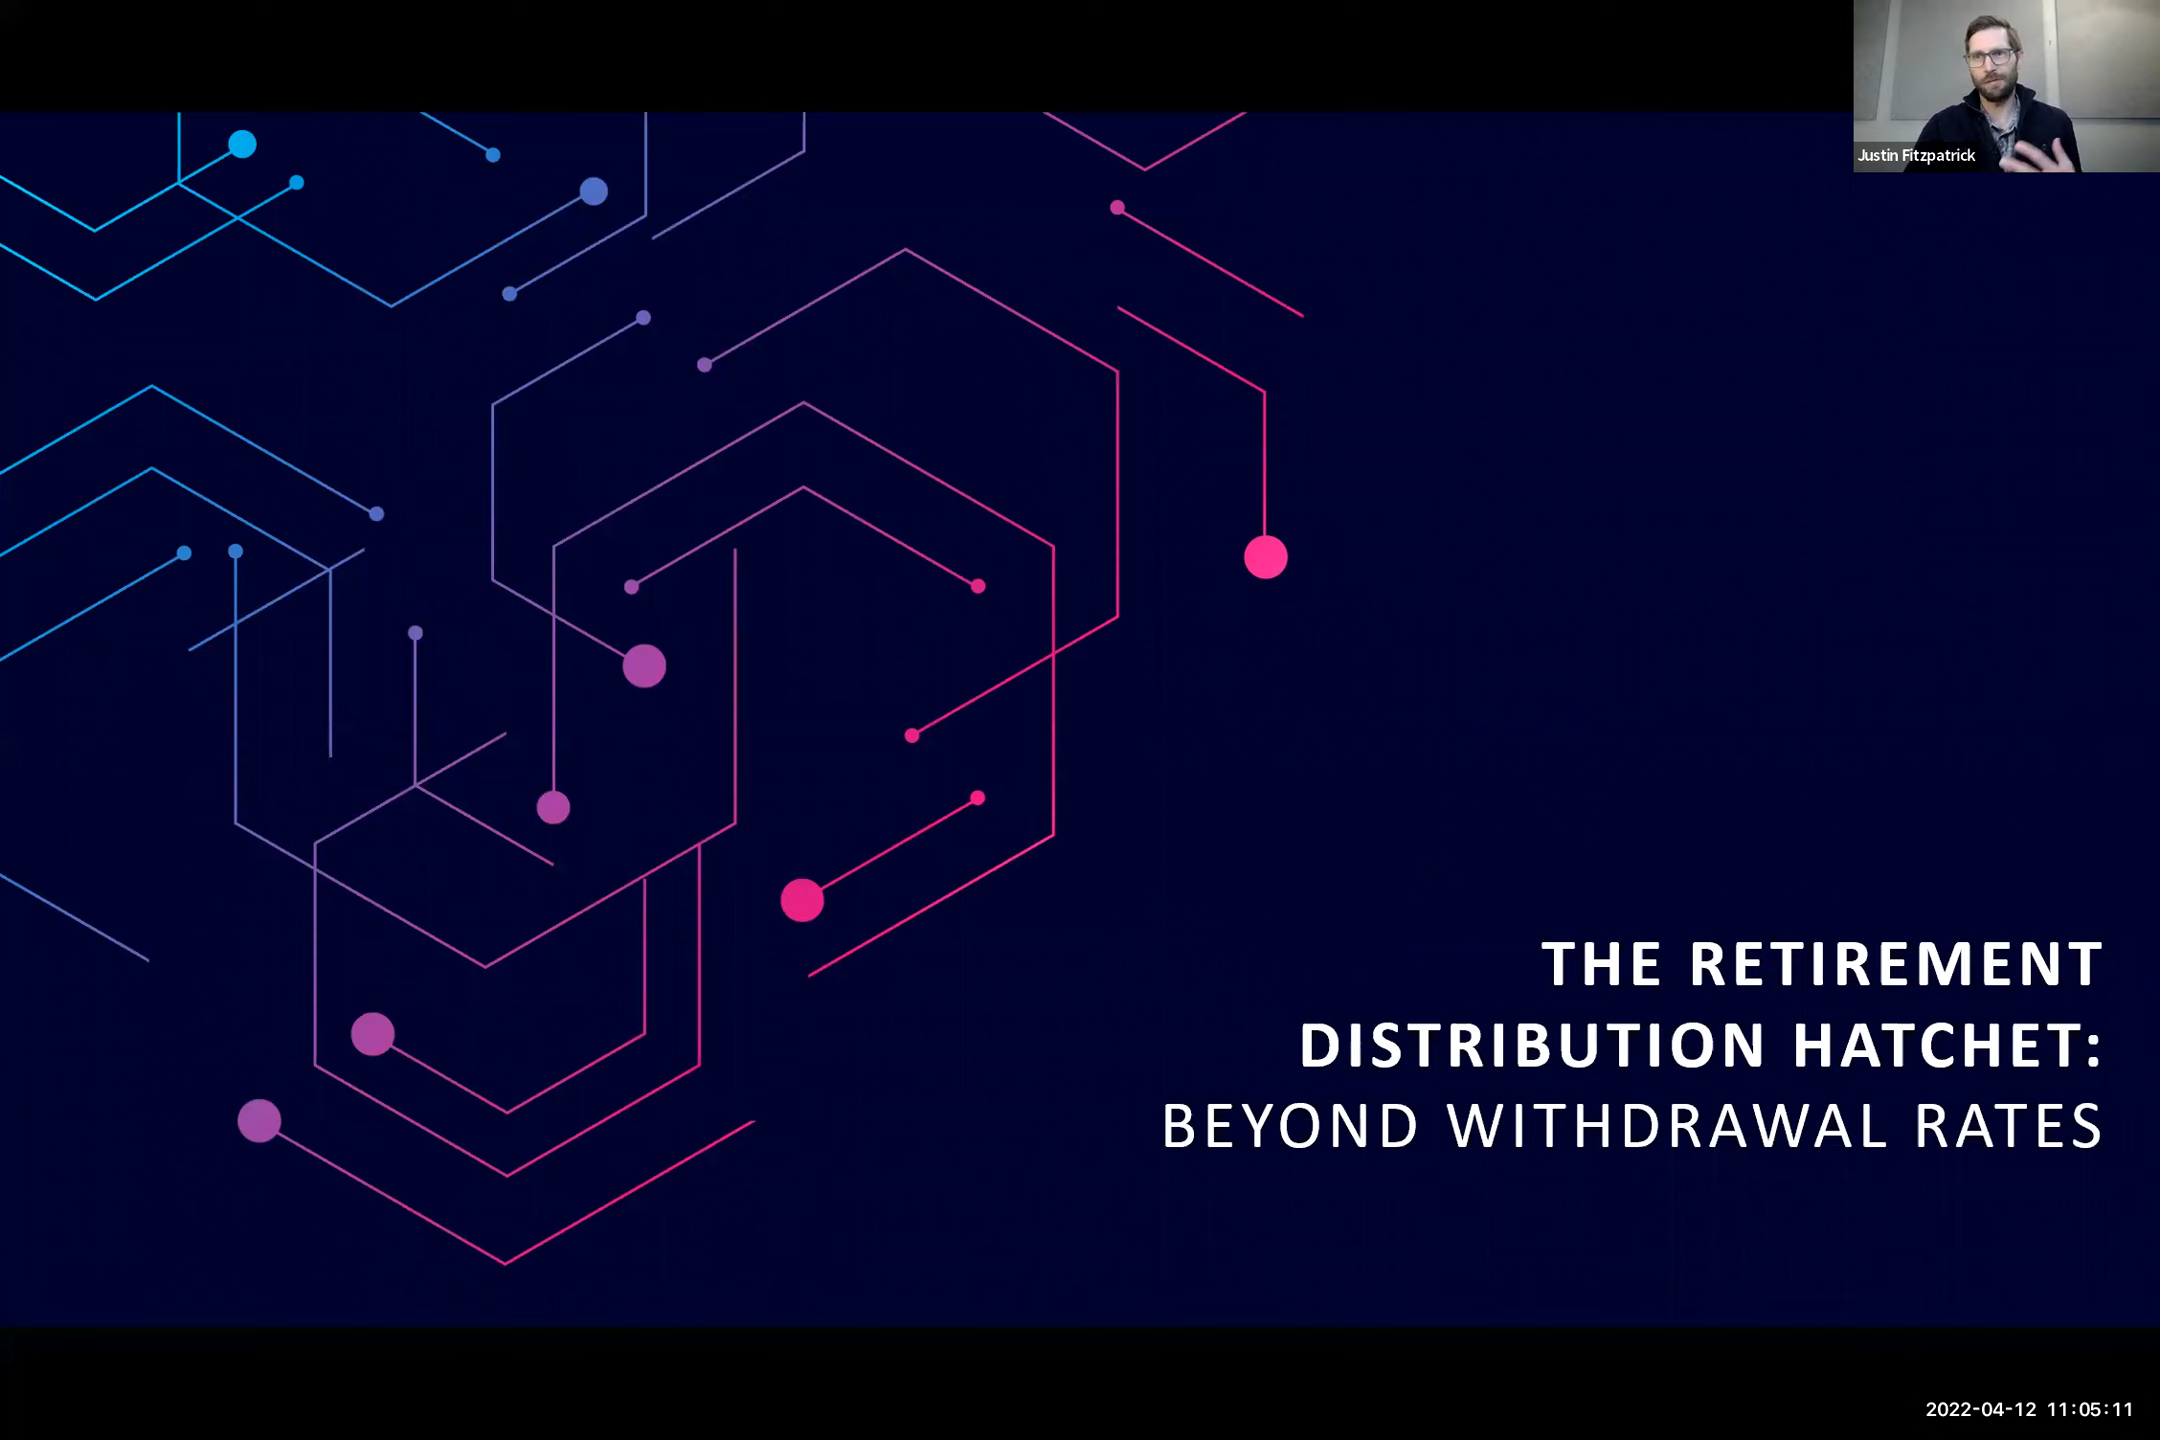 Justin Fitzpatrick
THE RETIREMENT
DISTRIBUTION HATCHET:
BEYOND WITHDRAWAL RATES
2022-04-12 11:05:11